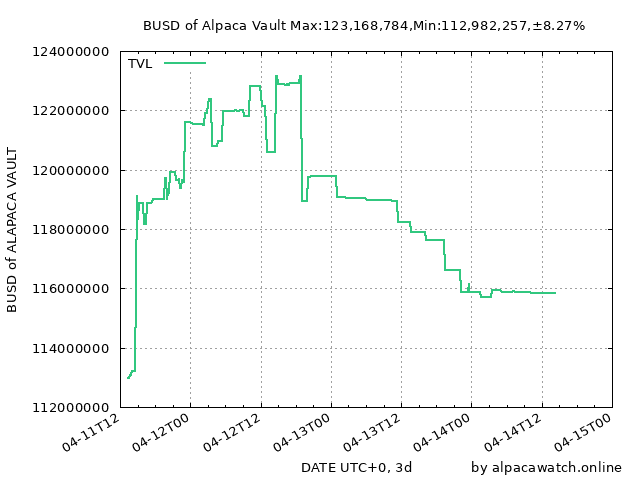 BUSD of Alpaca Vault Max:123,168,784,Min:112,982,257,±8.27%
TVL
124000000
122000000
120000000
118000000
116000000
114000000
112000000
BUSD of ALAPACA VAULT
04-11T12
04-12T00
04-12T12
04-13T00
04-13T12
04-14T00
04-14T12
04-15T00
DATE UTC+0, 3d
by alpacawatch.online